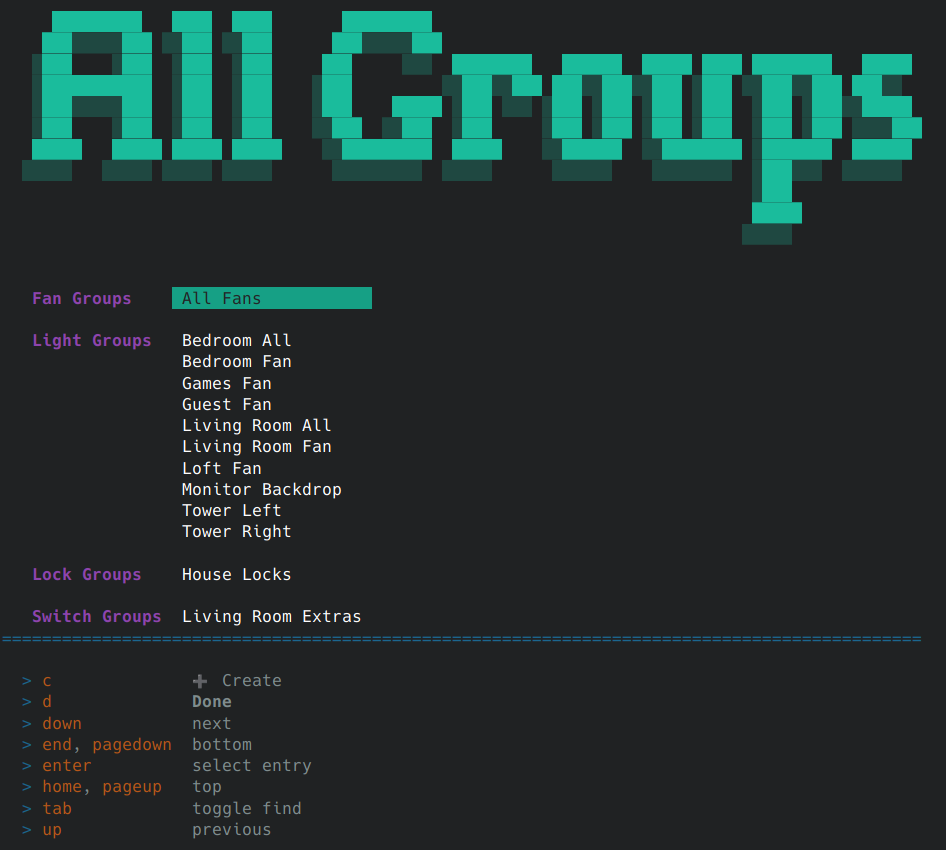 All Groups
Fan Groups All Fans
Light Groups Bedroom All
Bedroom Fan
Games Fan
Guest Fan
Living Room All
Living Room Fan
Loft Fan
Monitor Backdrop
Tower Left
Tower Right
Lock Groups House Locks
Switch Groups Living Room Extras
============================================================================================
> c ➕ Create
> d Done
> down next
> end, pagedown bottom
> enter select entry
> home, pageup top
> tab toggle find
> up previous